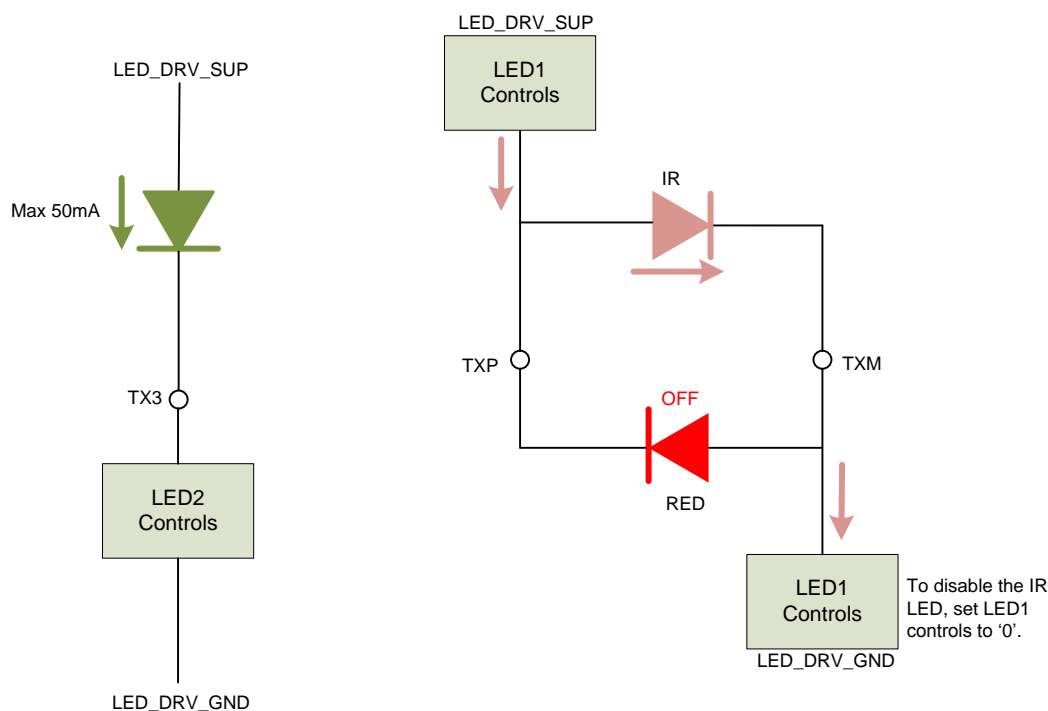 LED_DRV_SUP
Max 50mA
TX3
LED2
Controls
LED_DRV_GND
LED_DRV_SUP
LED1
Controls
IR
TXP
TXM
OFF
RED
LED1
Controls
LED_DRV_GND
To disable the IR
LED, set LED1
controls to ‘0’.